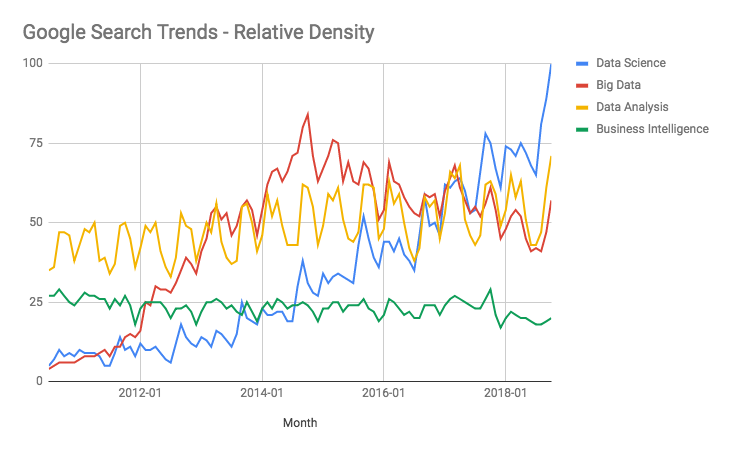 Google Search Trends - Relative Density
100
75
50
25
0
2012-01
2014-01
2016-01
2018-01
Month
Data Science
Big Data
Data Analysis
Business Intelligence